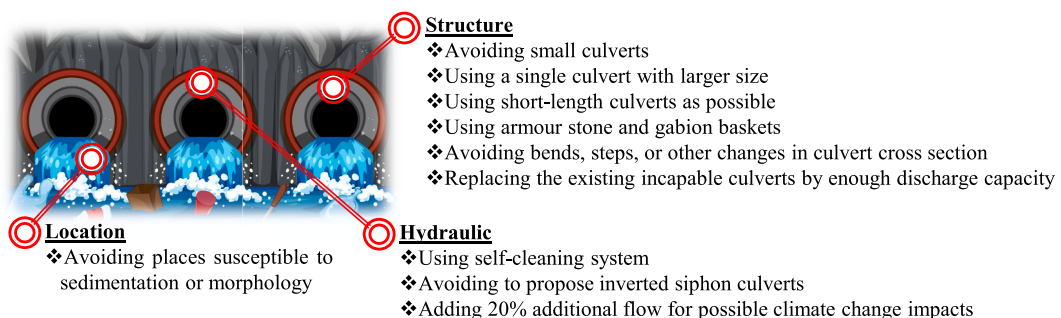 Structure
❖Avoiding small culverts
❖Using a single culvert with larger size
❖Using short-length culverts as possible
❖Using armour stone and gabion baskets
❖Avoiding bends, steps, or other changes in culvert cross section
❖Replacing the existing incapable culverts by enough discharge capacity
Location
❖Avoiding places susceptible to
sedimentation or morphology
Hydraulic
❖Using self-cleaning system
❖Avoiding to propose inverted siphon culverts
❖Adding 20% additional flow for possible climate change impacts